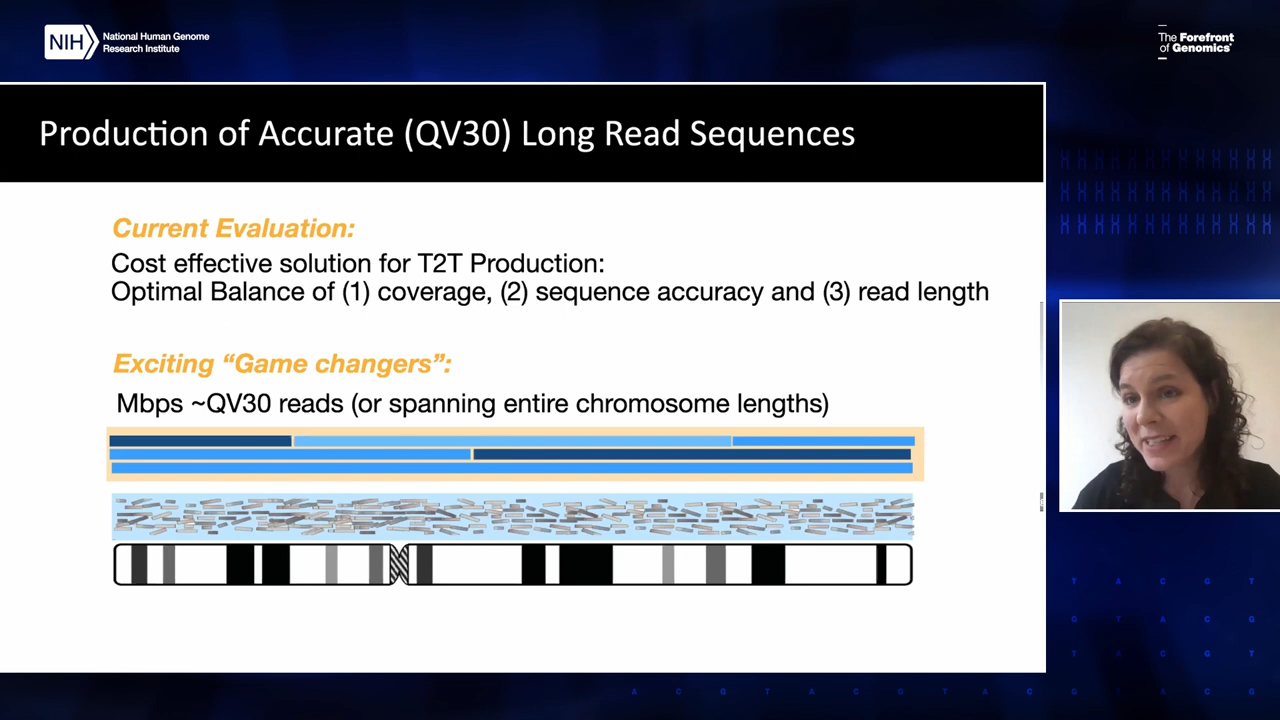 NIH
National Human Genome
Research Institute
The Forefront
of Genomics®
Production of Accurate (QV30) Long Read Sequences
Current Evaluation:
Cost effective solution for T2T Production:
Optimal Balance of (1) coverage, (2) sequence accuracy and (3) read length
Exciting “Game changers”:
Mbps ~QV30 reads (or spanning entire chromosome lengths)
T A C G T
G T A C G
T T A C G T
A C G T A C G T A C G T A C G